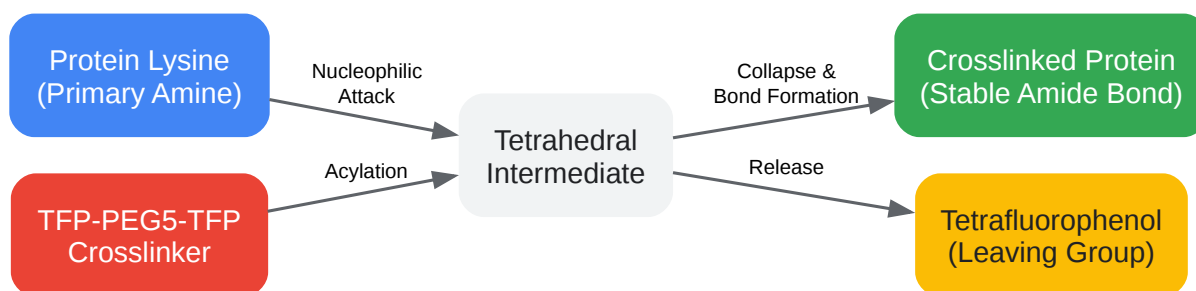 Protein Lysine
(Primary Amine)
Nucleophilic
Attack
TFP-PEG5-TFP
Crosslinker
Acylation
Tetrahedral
Intermediate
Collapse &
Bond Formation
Crosslinked Protein
(Stable Amide Bond)
Release
Tetrafluorophenol
(Leaving Group)